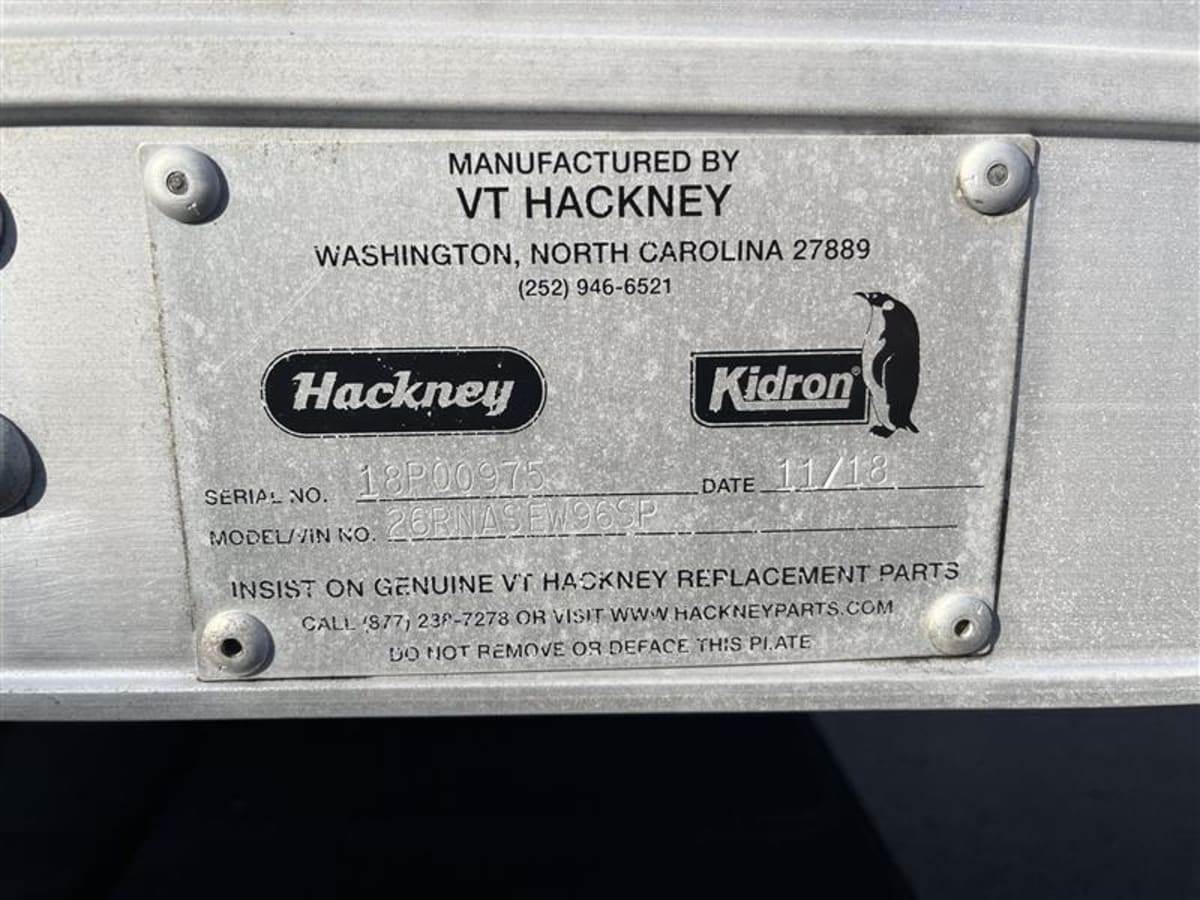 MANUFACTURED BY
VT HACKNEY
WASHINGTON, NORTH CAROLINA 27889
(252) 946-6521
Hackney
Kidron®
SERIAL NO. 18P00975 DATE 11/18
MODEL/VIN NO. 26RNASEW96SP
INSIST ON GENUINE VT HACKNEY REPLACEMENT PARTS
CALL (877) 238-7278 OR VISIT WWW.HACKNEYPARTS.COM
DO NOT REMOVE OR DEFACE THIS PLATE